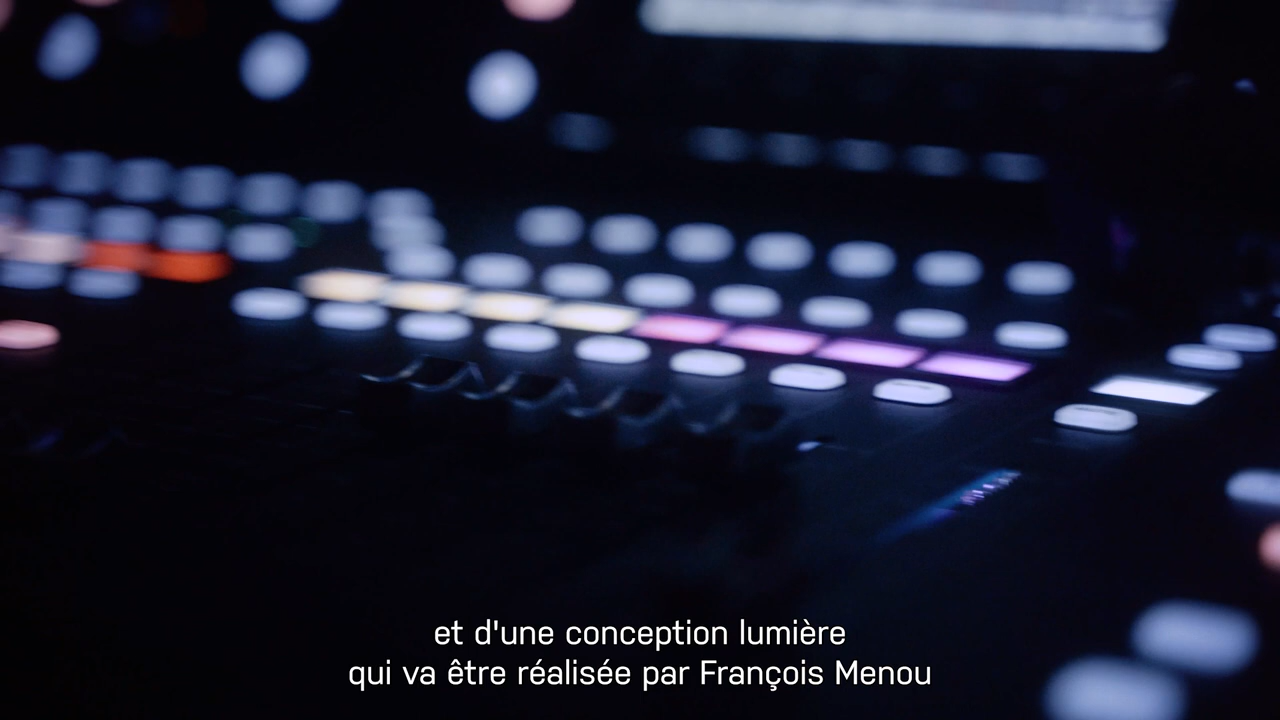 et d'une conception lumière
qui va être réalisée par François Menou